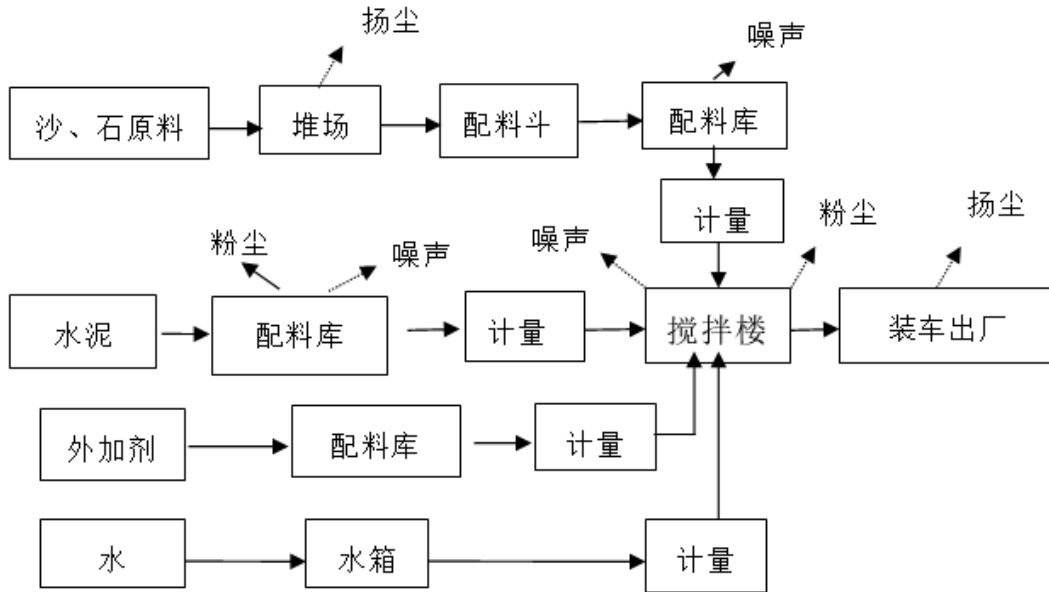 扬尘
噪声
沙、石原料
堆场
配料斗
配料库
计量
粉尘
扬尘
粉尘
噪声
噪声
水泥
配料库
计量
搅拌楼
装车出厂
外加剂
配料库
计量
水
水箱
计量